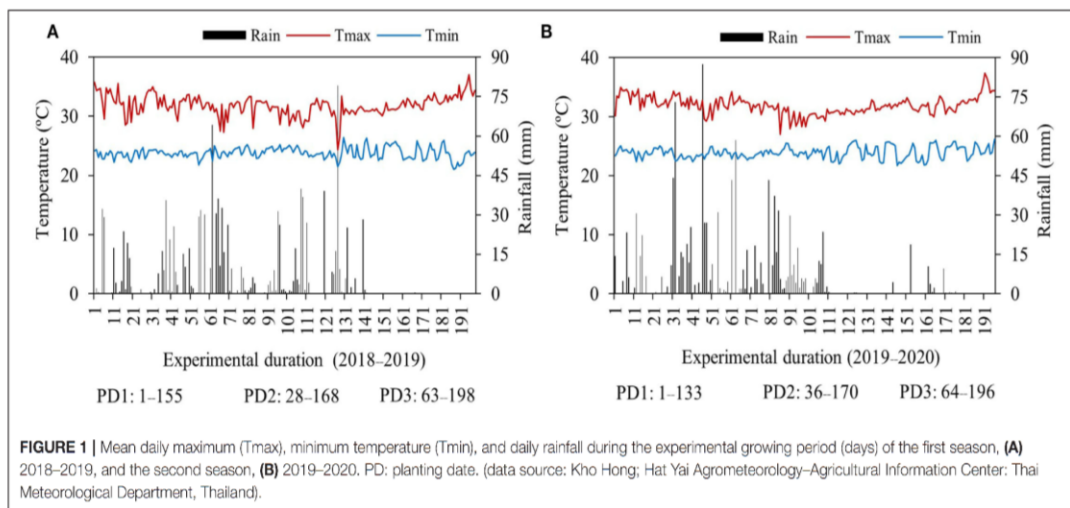 A
Rain Tmax Tmin
40 90
75
30
60
20 45
30
10
15
0 0
Temperature (ºC)
Rainfall (mm)
1 11 21 31 41 51 61 71 81 91 101 111 121 131 141 151 161 171 181 191
Experimental duration (2018–2019)
PD1: 1–155 PD2: 28–168 PD3: 63–198
B
Rain Tmax Tmin
40 90
75
30
60
20 45
30
10
15
0 0
Temperature (ºC)
Rainfall (mm)
1 11 21 31 41 51 61 71 81 91 101 111 121 131 141 151 161 171 181 191
Experimental duration (2019–2020)
PD1: 1–133 PD2: 36–170 PD3: 64–196
FIGURE 1 | Mean daily maximum (Tmax), minimum temperature (Tmin), and daily rainfall during the experimental growing period (days) of the first season, (A)
2018–2019, and the second season, (B) 2019–2020. PD: planting date. (data source: Kho Hong; Hat Yai Agrometeorology–Agricultural Information Center: Thai
Meteorological Department, Thailand).